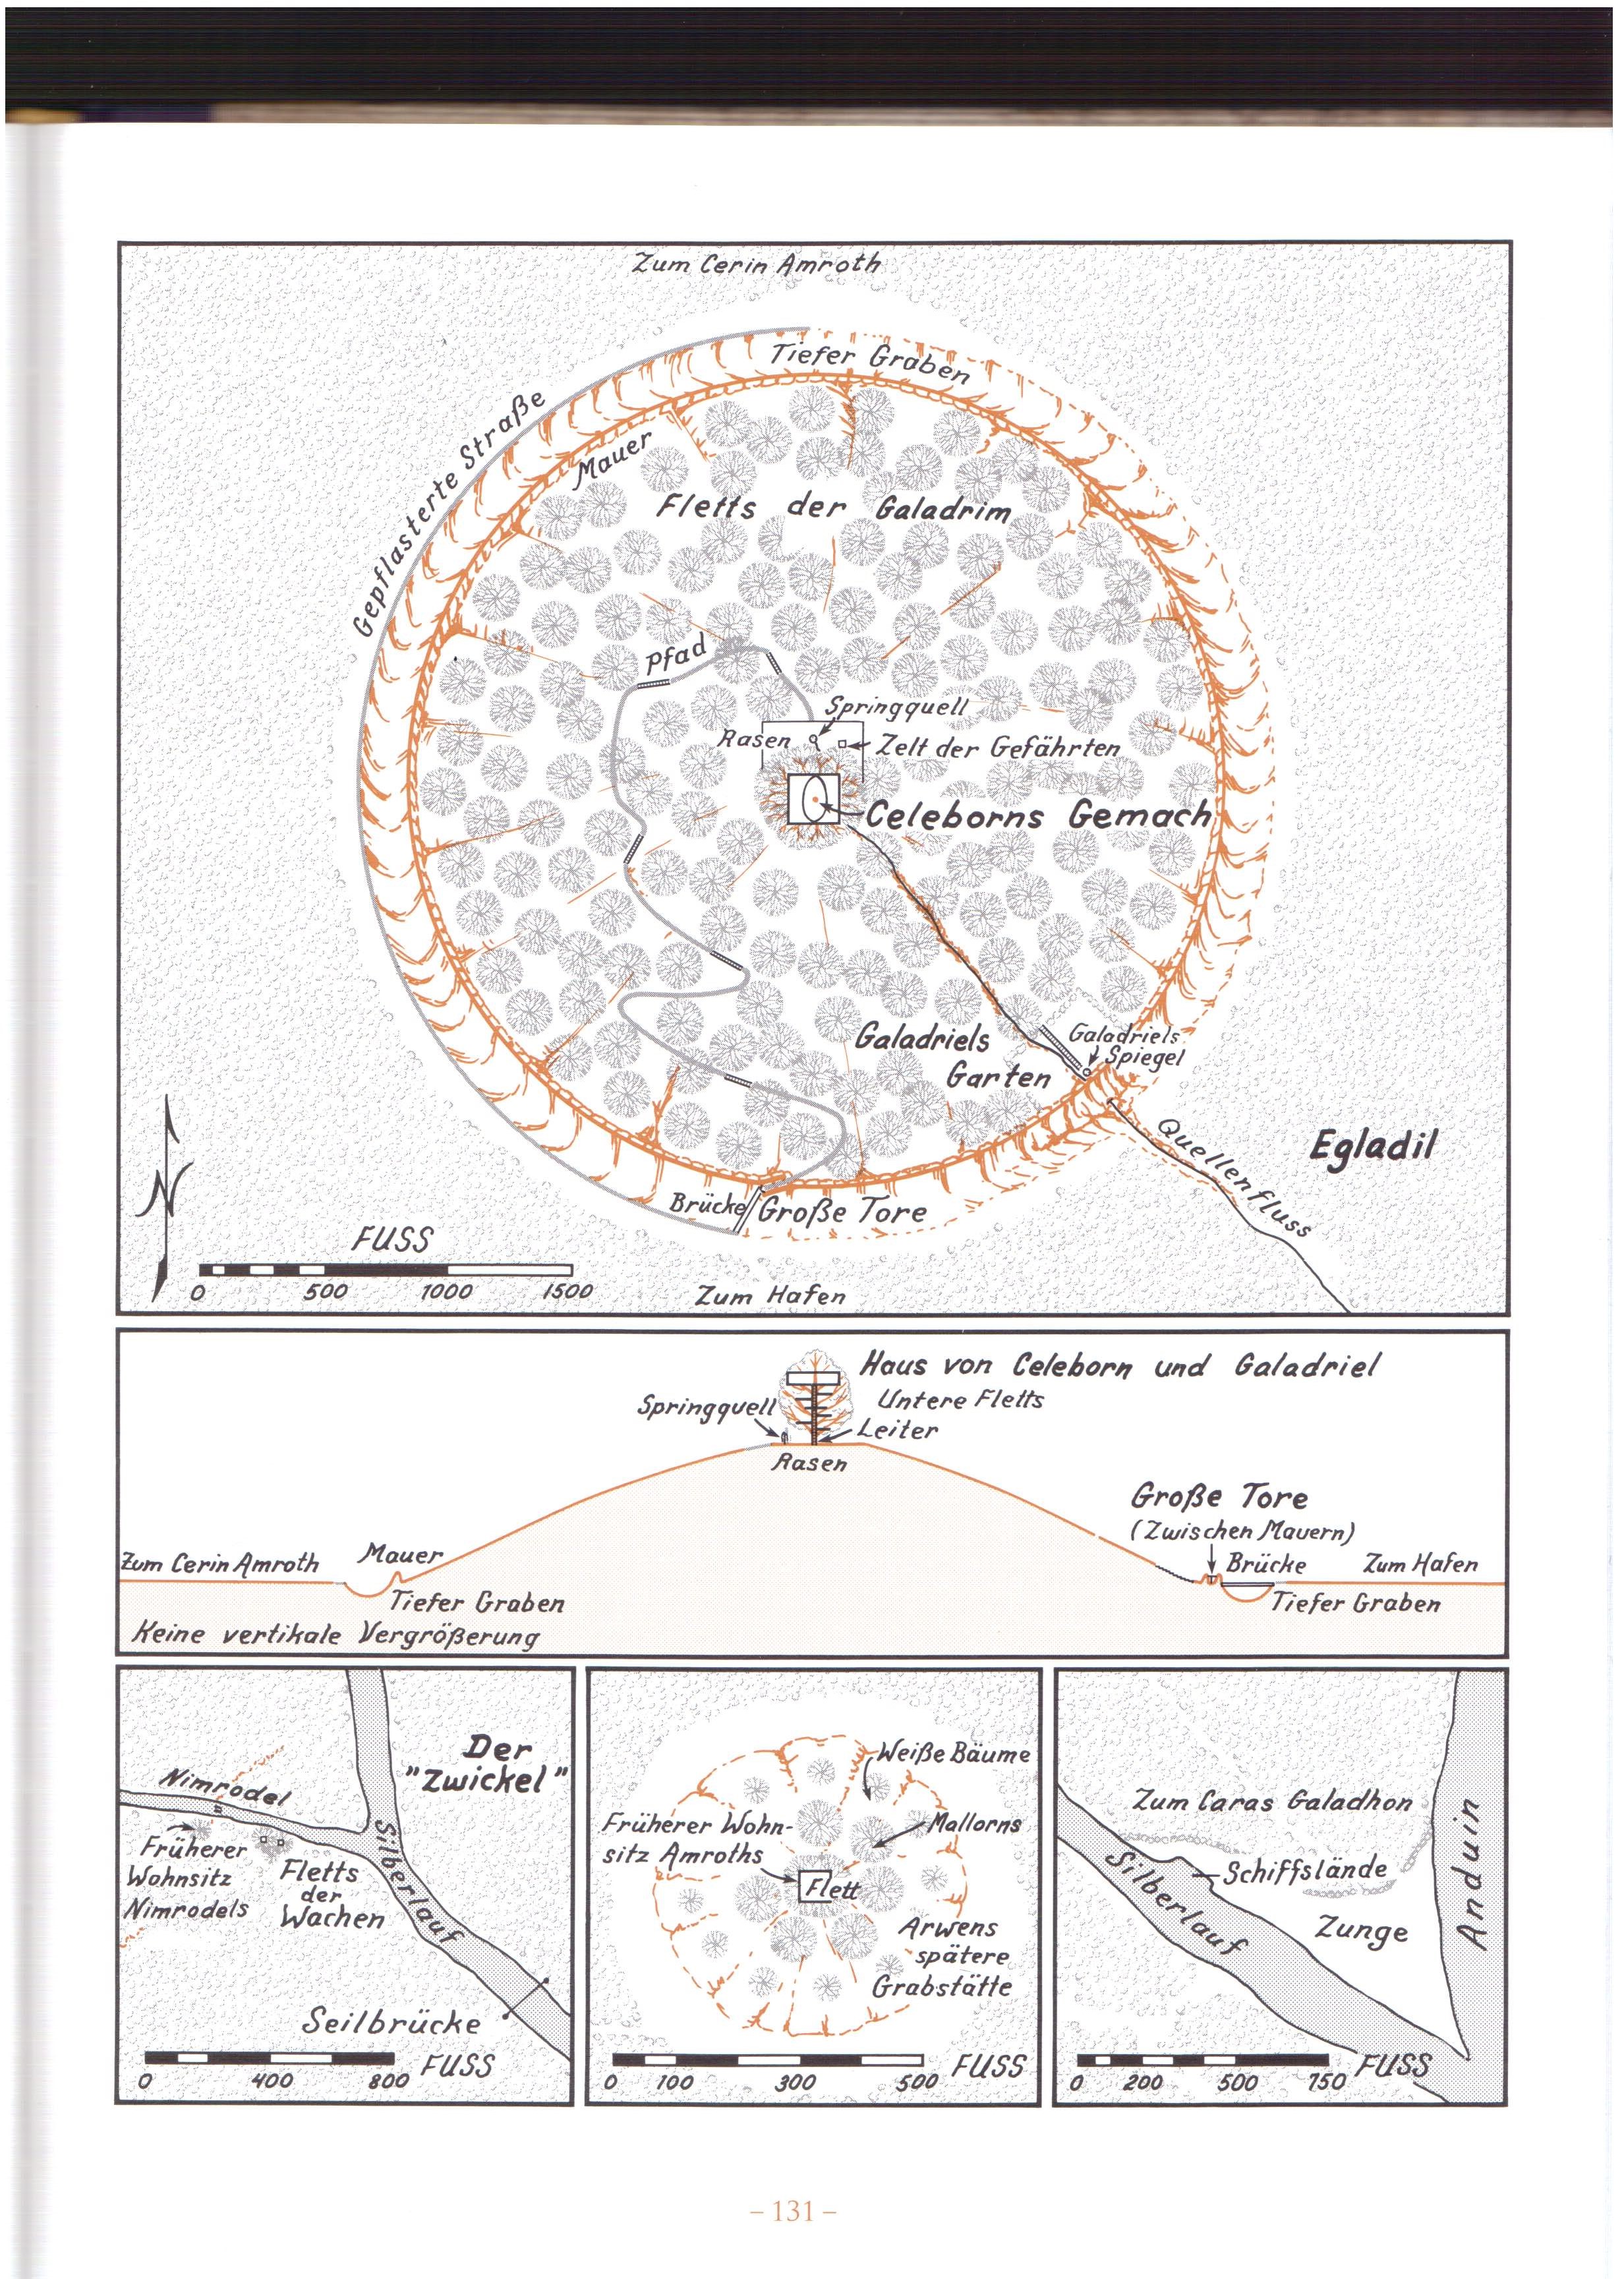 Zum Cerin Amroth
Tiefer Graben
Gepflasterte Straße
Mauer
Fletts der Galadrim
Pfad
Springquell
Rasen
Zelt der Gefährten
Celeborns Gemach
Galadriels
Garten
Galadriels
Spiegel
Quellenfluss
Egladil
Brücke
Große Tore
N
FUSS
0 500 1000 1500
Zum Hafen
Haus von Celeborn und Galadriel
Springquell
Untere Fletts
Leiter
Rasen
Große Tore
(Zwischen Mauern)
Zum Cerin Amroth
Mauer
Brücke
Zum Hafen
Tiefer Graben
Tiefer Graben
Keine vertikale Vergrößerung
Der
"Zwickel"
Nimrodel
Früherer
Wohnsitz
Nimrodels
Fletts
der
Wachen
Silberlauf
Seilbrücke
0 400 800 FUSS
Weiße Bäume
Früherer Wohn-
sitz Amroths
Mallorns
Flett
Arwens
spätere
Grabstätte
0 100 300 500 FUSS
Zum Caras Galadhon
Schiffslände
Silberlauf
Zunge
Anduin
0 200 500 750 FUSS
– 131 –